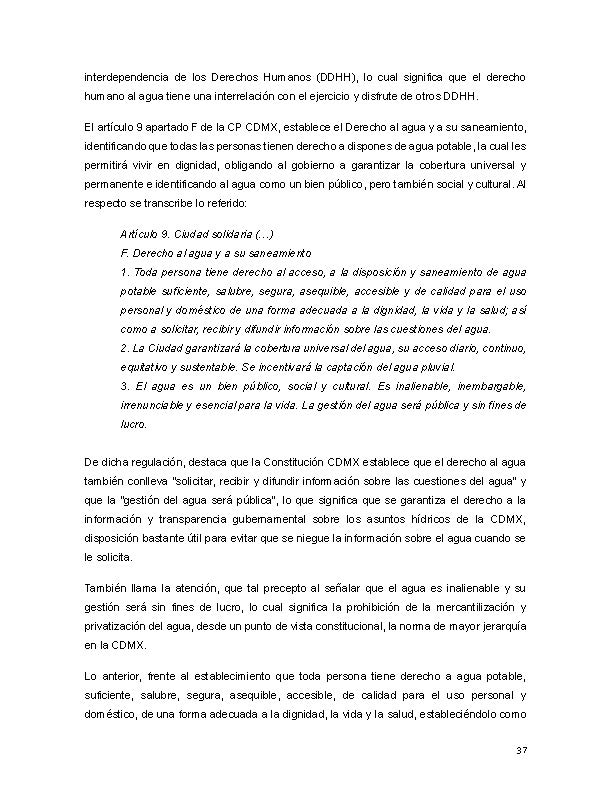 interdependencia de los Derechos Humanos (DDHH), lo cual significa que el derecho
humano al agua tiene una interrelación con el ejercicio y disfrute de otros DDHH.
El artículo 9 apartado F de la CP CDMX, establece el Derecho al agua y a su saneamiento,
identificando que todas las personas tienen derecho a dispones de agua potable, la cual les
permitirá vivir en dignidad, obligando al gobierno a garantizar la cobertura universal y
permanente e identificando al agua como un bien público, pero también social y cultural. Al
respecto se transcribe lo referido:
Artículo 9. Ciudad solidaria (...)
F. Derecho al agua y a su saneamiento
1. Toda persona tiene derecho al acceso, a la disposición y saneamiento de agua
potable suficiente, salubre, segura, asequible, accesible y de calidad para el uso
personal y doméstico de una forma adecuada a la dignidad, la vida y la salud; así
como a solicitar, recibir y difundir información sobre las cuestiones del agua.
2. La Ciudad garantizará la cobertura universal del agua, su acceso diario, continuo,
equitativo y sustentable. Se incentivará la captación del agua pluvial.
3. El agua es un bien público, social y cultural. Es inalienable, inembargable,
irrenunciable y esencial para la vida. La gestión del agua será pública y sin fines de
lucro.
De dicha regulación, destaca que la Constitución CDMX establece que el derecho al agua
también conlleva "solicitar, recibir y difundir información sobre las cuestiones del agua" y
que la "gestión del agua será pública", lo que significa que se garantiza el derecho a la
información y transparencia gubernamental sobre los asuntos hídricos de la CDMX,
disposición bastante útil para evitar que se niegue la información sobre el agua cuando se
le solicita.
También llama la atención, que tal precepto al señalar que el agua es inalienable y su
gestión será sin fines de lucro, lo cual significa la prohibición de la mercantilización y
privatización del agua, desde un punto de vista constitucional, la norma de mayor jerarquía
en la CDMX.
Lo anterior, frente al establecimiento que toda persona tiene derecho a agua potable,
suficiente, salubre, segura, asequible, accesible, de calidad para el uso personal y
doméstico, de una forma adecuada a la dignidad, la vida y la salud, estableciéndolo como
37